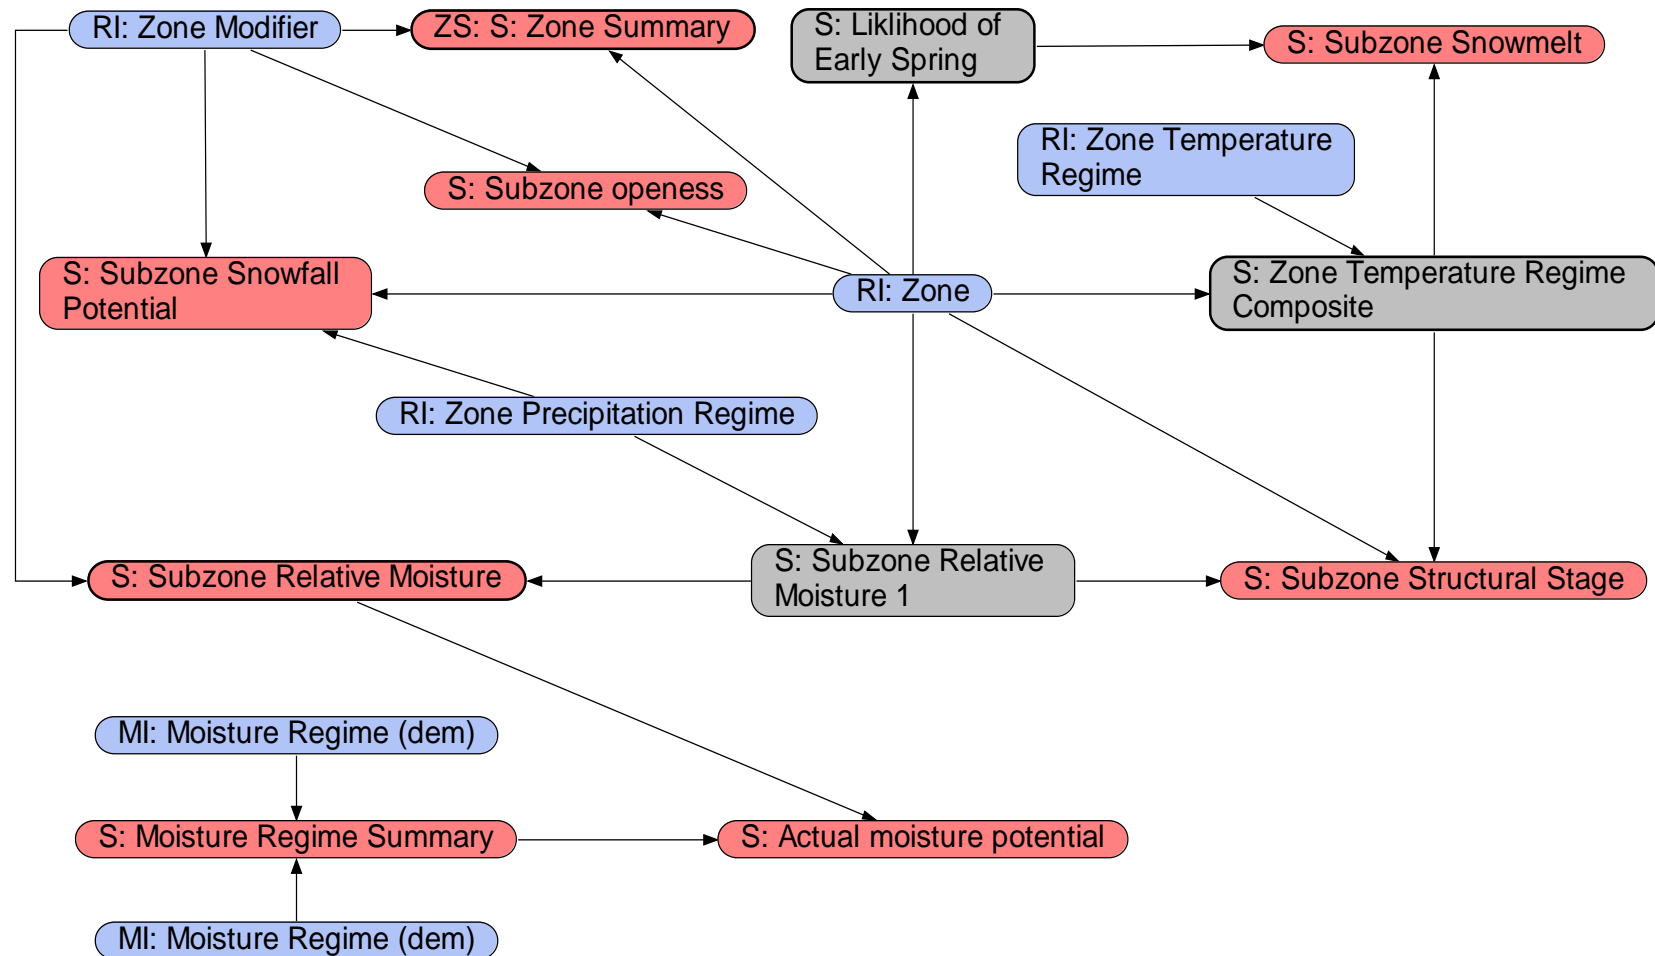 RI: Zone Modifier
ZS: S: Zone Summary
S: Liklihood of
Early Spring
S: Subzone Snowmelt
RI: Zone Temperature
Regime
S: Subzone openess
S: Subzone Snowfall
Potential
RI: Zone
S: Zone Temperature Regime
Composite
RI: Zone Precipitation Regime
S: Subzone Relative Moisture
S: Subzone Relative
Moisture 1
S: Subzone Structural Stage
MI: Moisture Regime (dem)
S: Moisture Regime Summary
S: Actual moisture potential
MI: Moisture Regime (dem)